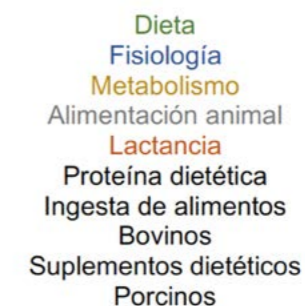 Dieta
Fisiología
Metabolismo
Alimentación animal
Lactancia
Proteína dietética
Ingesta de alimentos
Bovinos
Suplementos dietéticos
Porcinos